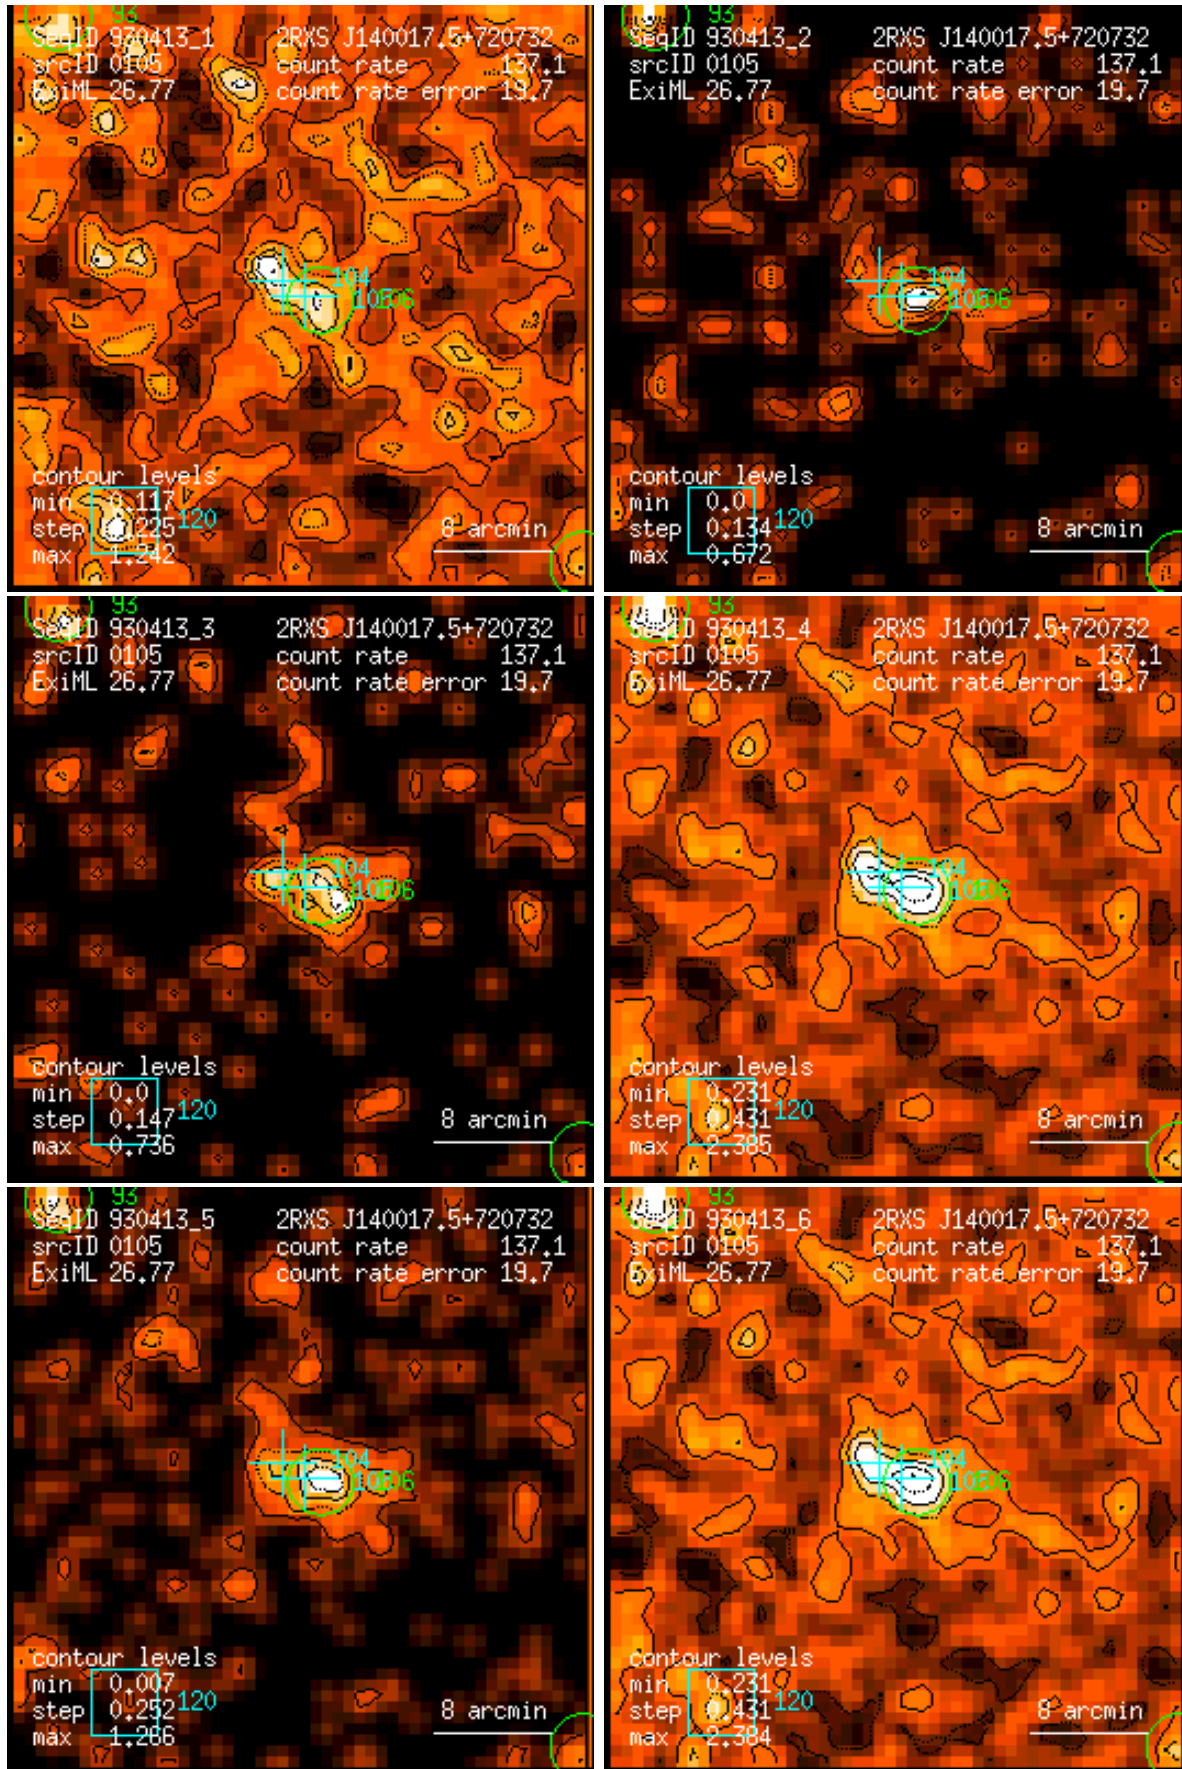 93
SeqID 930413_1 2RXS J140017.5+720732
srcID 0105 count rate 137.1
ExiML 26.77 count rate error 19.7
104
105
contour levels
min 0.117
step 0.225 120 8 arcmin
max 1.242
93
SeqID 930413_2 2RXS J140017.5+720732
srcID 0105 count rate 137.1
ExiML 26.77 count rate error 19.7
104
105
contour levels
min 0.0
step 0.134 120 8 arcmin
max 0.672
93
SeqID 930413_3 2RXS J140017.5+720732
srcID 0105 count rate 137.1
ExiML 26.77 count rate error 19.7
104
105
contour levels
min 0.0
step 0.147 120 8 arcmin
max 0.736
93
SeqID 930413_4 2RXS J140017.5+720732
srcID 0105 count rate 137.1
ExiML 26.77 count rate error 19.7
104
105
contour levels
min 0.231
step 0.431 120 8 arcmin
max 2.385
93
SeqID 930413_5 2RXS J140017.5+720732
srcID 0105 count rate 137.1
ExiML 26.77 count rate error 19.7
104
105
contour levels
min 0.007
step 0.252 120 8 arcmin
max 1.266
93
SeqID 930413_6 2RXS J140017.5+720732
srcID 0105 count rate 137.1
ExiML 26.77 count rate error 19.7
104
105
contour levels
min 0.231
step 0.431 120 8 arcmin
max 2.384